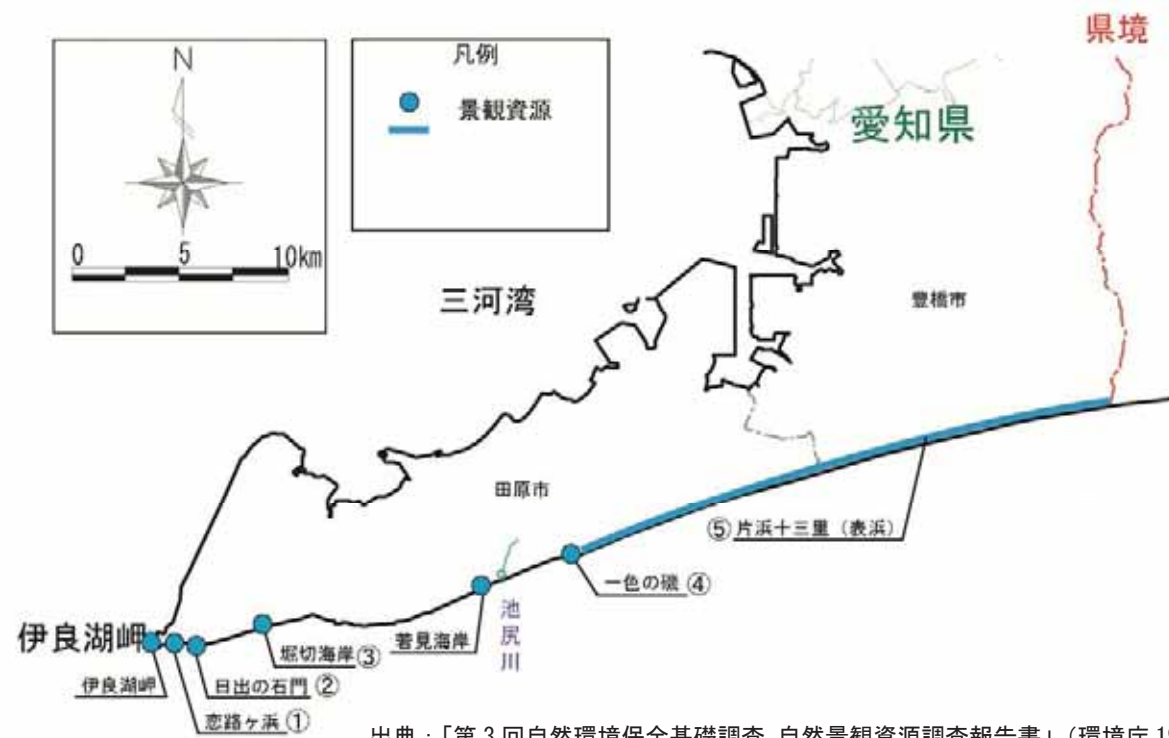 県境
N
凡例
景観資源
愛知県
0 5 10km
三河湾
豊橋市
田原市
⑤片浜十三里（表浜）
一色の磯 ④
池尻川
若見海岸
伊良湖岬
堀切海岸③
伊良湖岬
日出の石門 ②
恋路ヶ浜 ①
出典：「第3回自然環境保全基礎調査 自然景観資源調査報告書」（環境庁